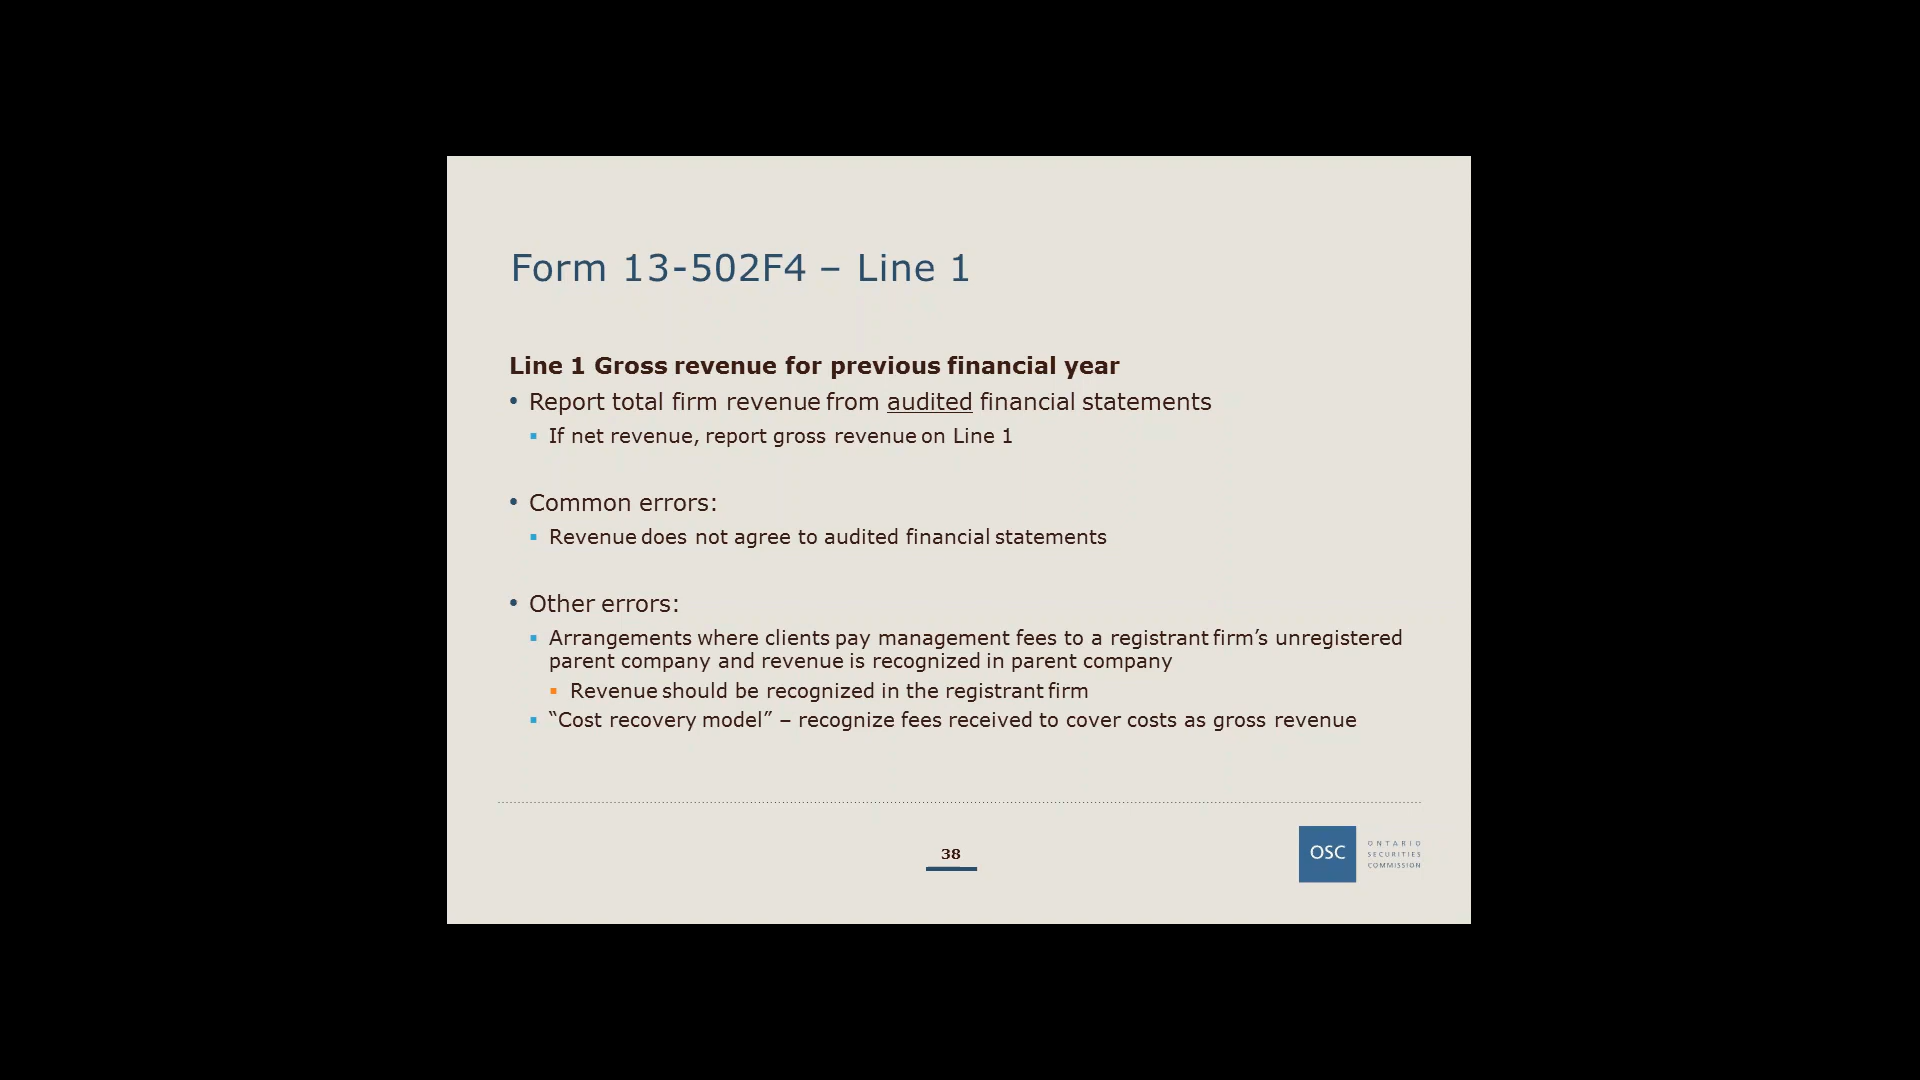 Form 13-502F4 – Line 1
Line 1 Gross revenue for previous financial year
• Report total firm revenue from audited financial statements
▪ If net revenue, report gross revenue on Line 1
• Common errors:
▪ Revenue does not agree to audited financial statements
• Other errors:
▪ Arrangements where clients pay management fees to a registrant firm’s unregistered
parent company and revenue is recognized in parent company
▪ Revenue should be recognized in the registrant firm
▪ “Cost recovery model” – recognize fees received to cover costs as gross revenue
38
OSC
ONTARIO
SECURITIES
COMMISSION